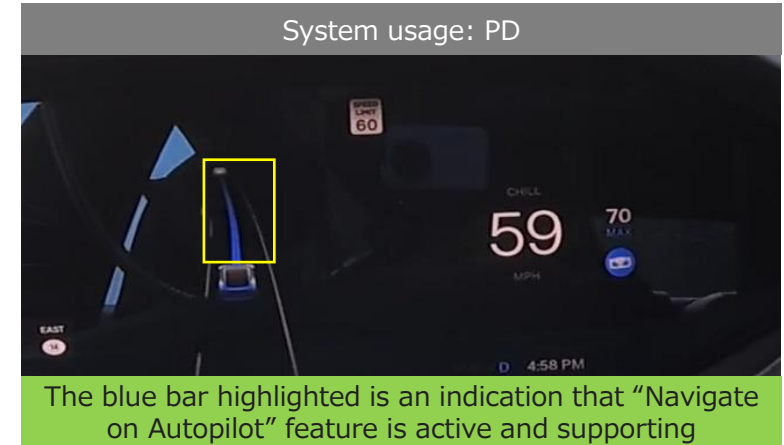 System usage: PD
SPEED
LIMIT
60
CHILL
59
MPH
70
MAX
EAST
14
D 4:58 PM
The blue bar highlighted is an indication that “Navigate
on Autopilot” feature is active and supporting